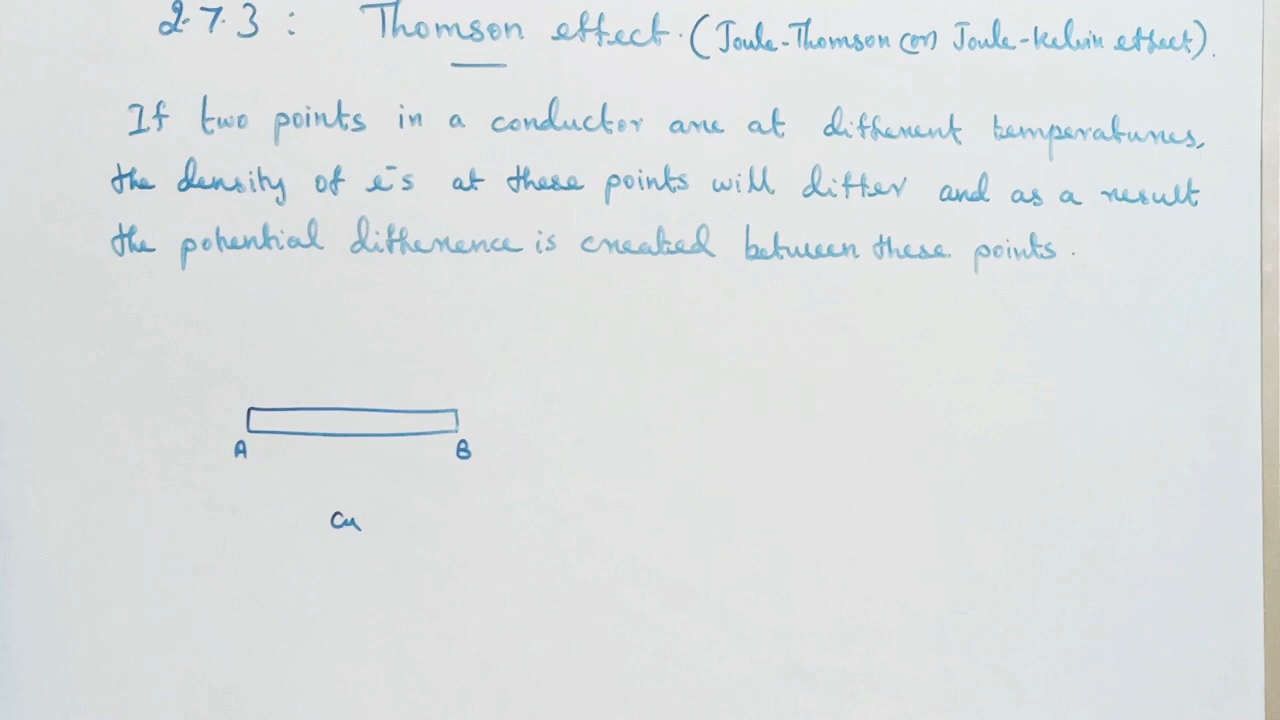 2.7.3 : Thomson effect. (Joule-Thomson (or) Joule-Kelvin effect).
If two points in a conductor are at different temperatures,
the density of e⁻s at these points will differ and as a result
the potential difference is created between these points.
A B
Cu